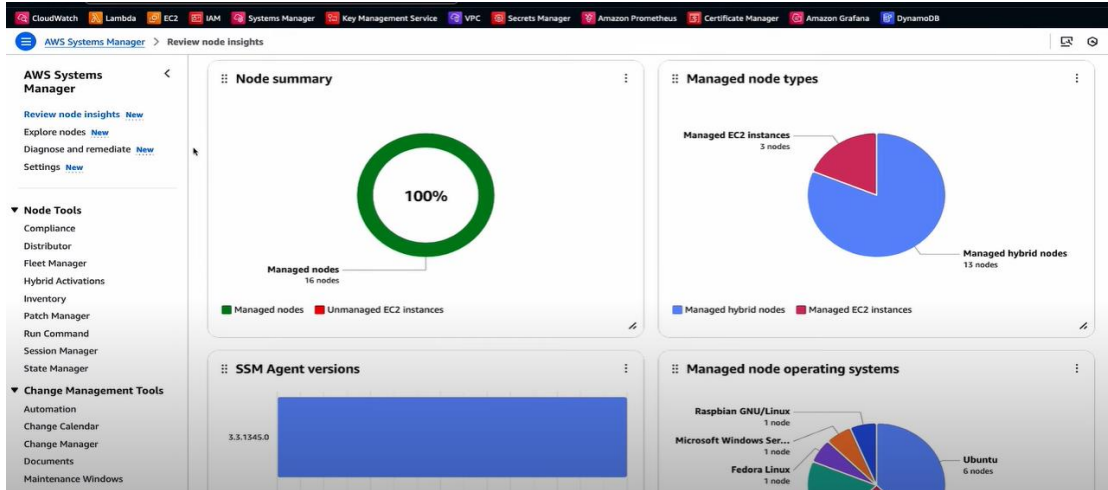 CloudWatch Lambda EC2 IAM Systems Manager Key Management Service VPC Secrets Manager Amazon Prometheus Certificate Manager Amazon Grafana DynamoDB
AWS Systems Manager > Review node insights
AWS Systems
Manager
Review node insights New
Explore nodes New
Diagnose and remediate New
Settings New
Node Tools
Compliance
Distributor
Fleet Manager
Hybrid Activations
Inventory
Patch Manager
Run Command
Session Manager
State Manager
Change Management Tools
Automation
Change Calendar
Change Manager
Documents
Maintenance Windows
Node summary
100%
Managed nodes
16 nodes
Managed nodes Unmanaged EC2 instances
Managed node types
Managed EC2 instances
3 nodes
Managed hybrid nodes
13 nodes
Managed hybrid nodes Managed EC2 instances
SSM Agent versions
3.3.1345.0
Managed node operating systems
Raspbian GNU/Linux
1 node
Microsoft Windows Ser...
1 node
Fedora Linux
1 node
Ubuntu
6 nodes